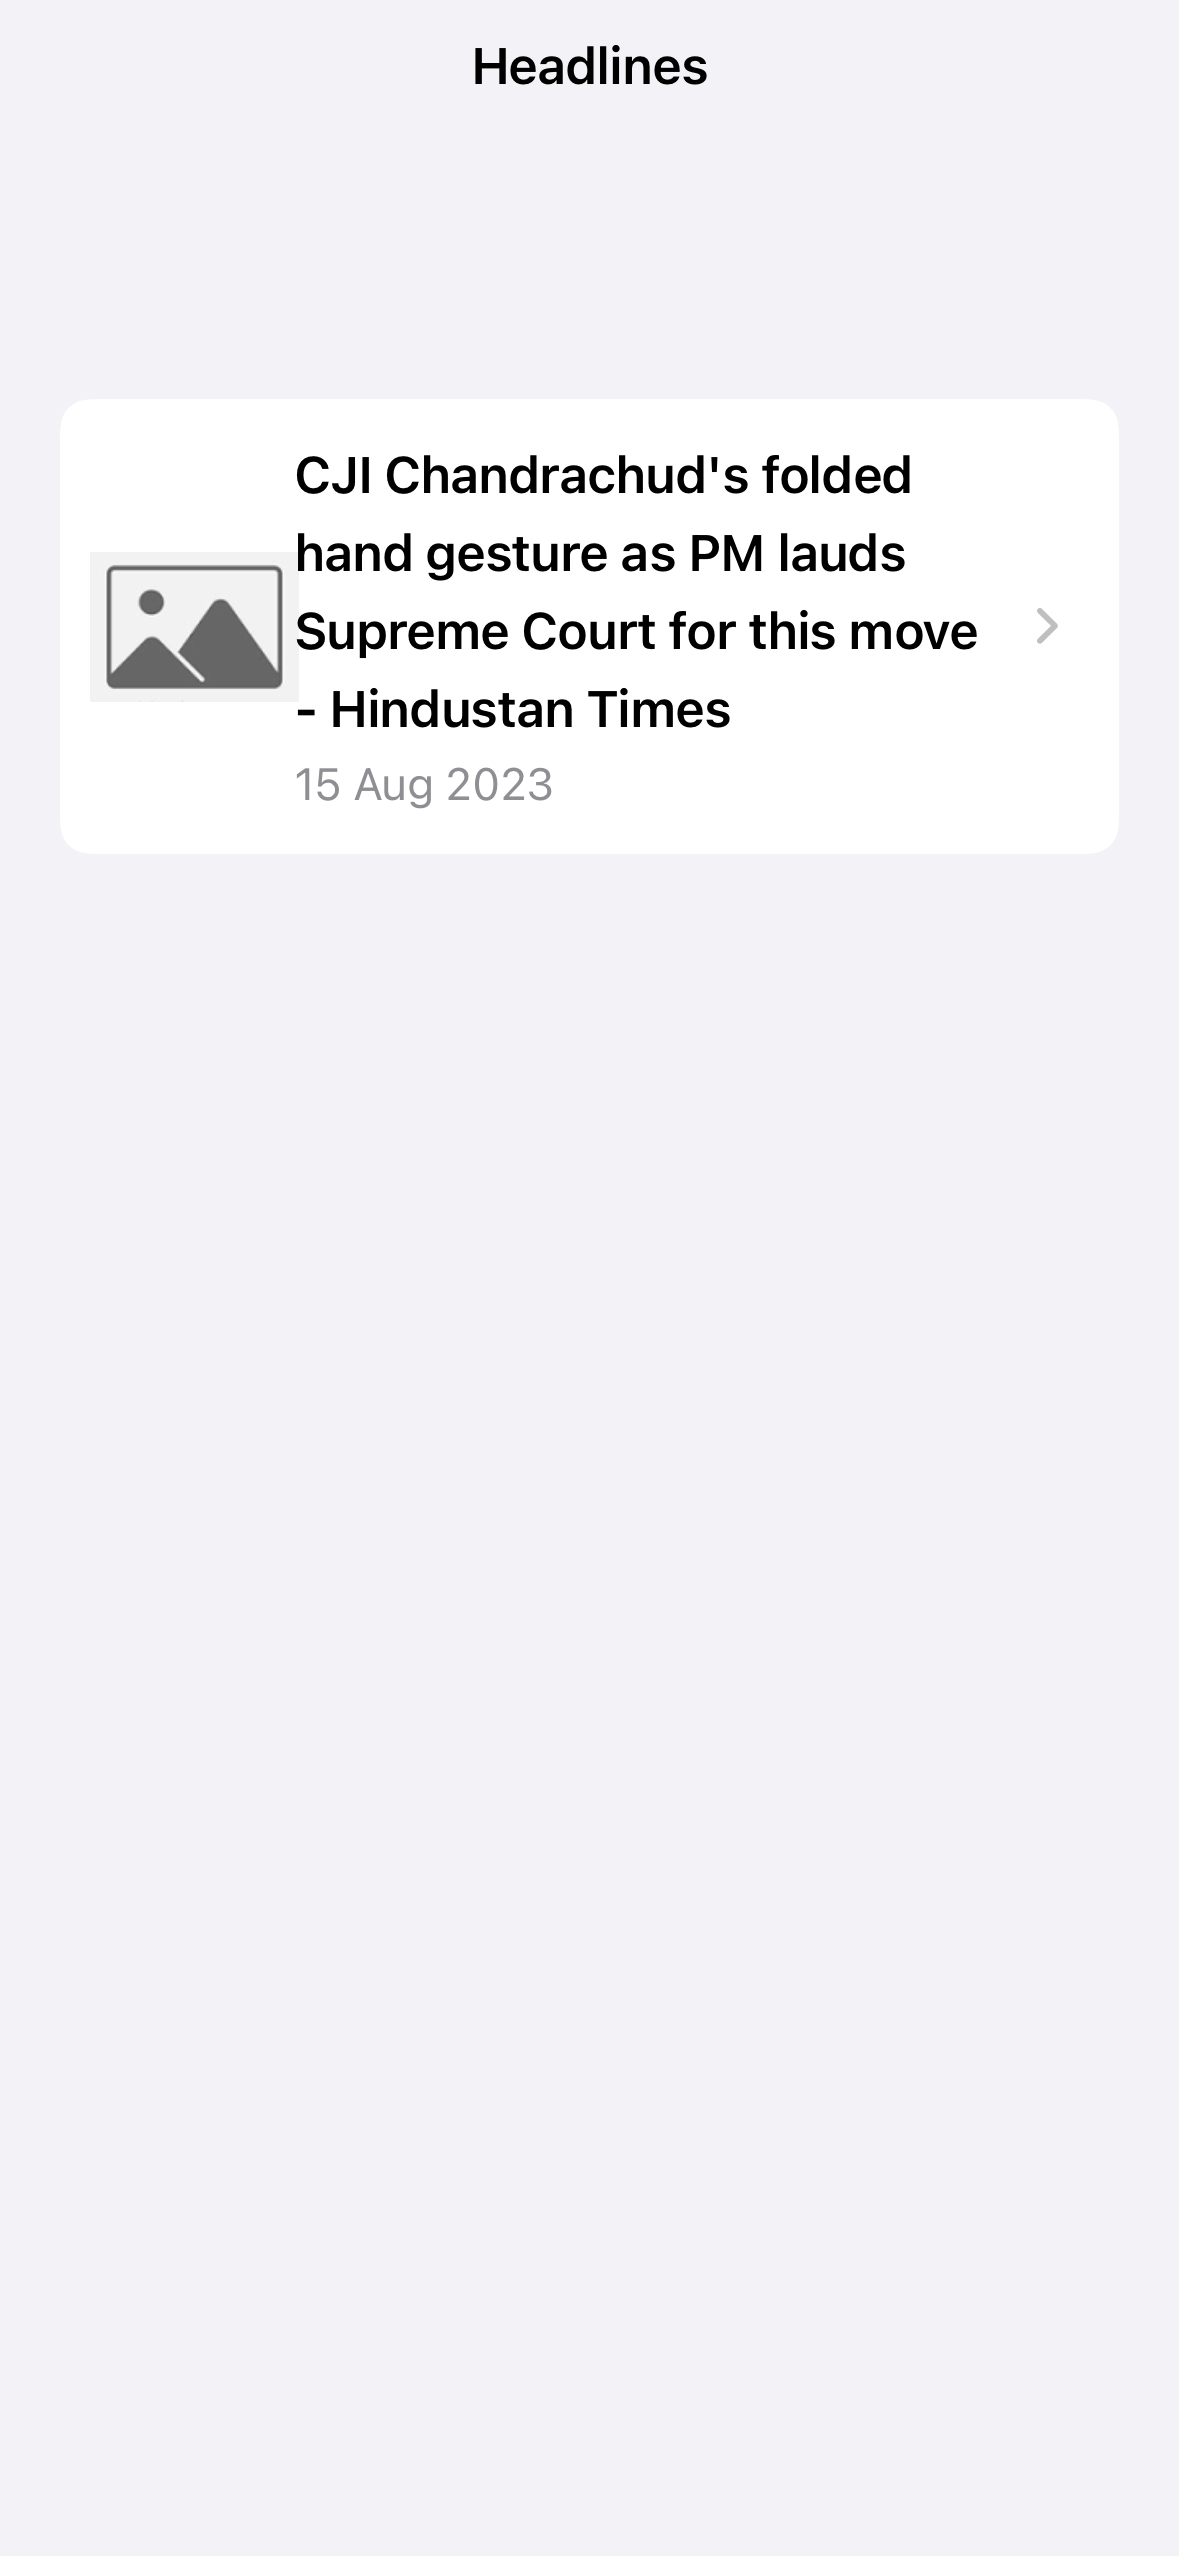 Headlines
CJI Chandrachud's folded
hand gesture as PM lauds
Supreme Court for this move
- Hindustan Times
15 Aug 2023